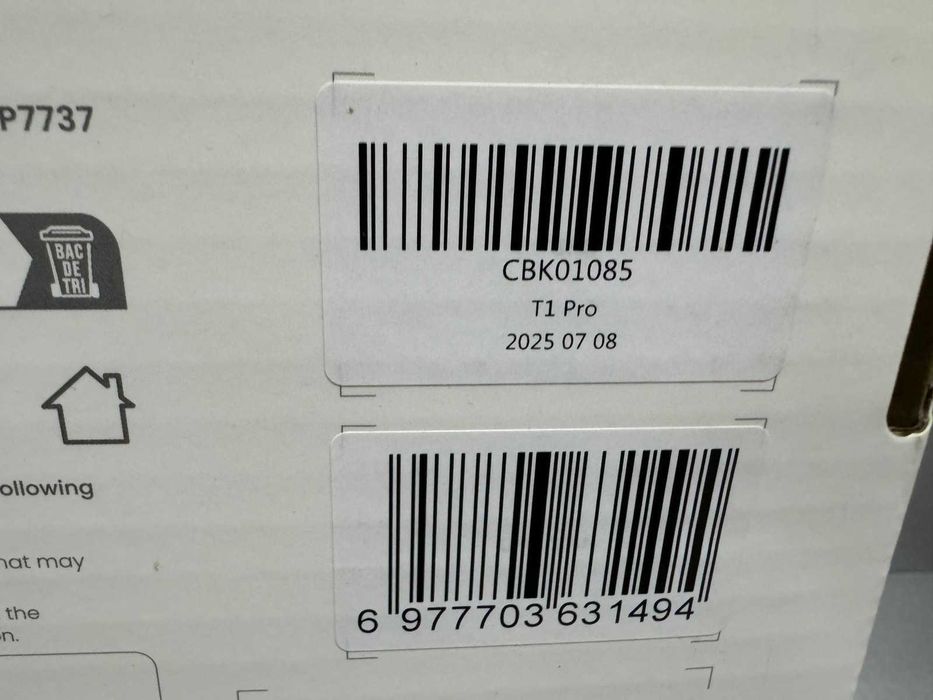 P7737
BAC
DE
TRI
CBK01085
T1 Pro
2025 07 08
ollowing
hat may
the
n.
6 977703 631494